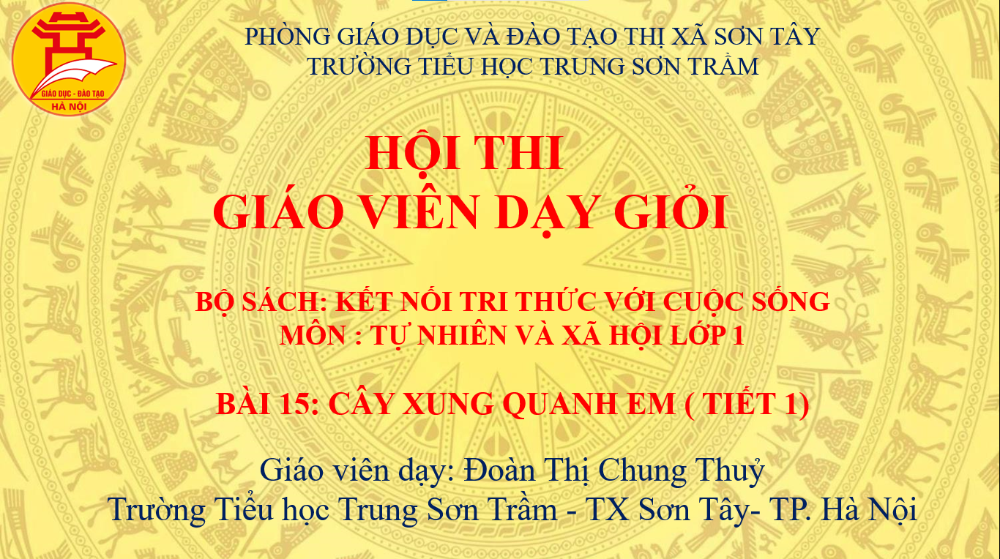 PHÒNG GIÁO DỤC VÀ ĐÀO TẠO THỊ XÃ SƠN TÂY
TRƯỜNG TIỂU HỌC TRUNG SƠN TRẦM
GIÁO DỤC - ĐÀO TẠO
HÀ NỘI
HỘI THI
GIÁO VIÊN DẠY GIỎI
BỘ SÁCH: KẾT NỐI TRI THỨC VỚI CUỘC SỐNG
MÔN : TỰ NHIÊN VÀ XÃ HỘI LỚP 1
BÀI 15: CÂY XUNG QUANH EM ( TIẾT 1)
Giáo viên dạy: Đoàn Thị Chung Thuỷ
Trường Tiểu học Trung Sơn Trầm - TX Sơn Tây- TP. Hà Nội